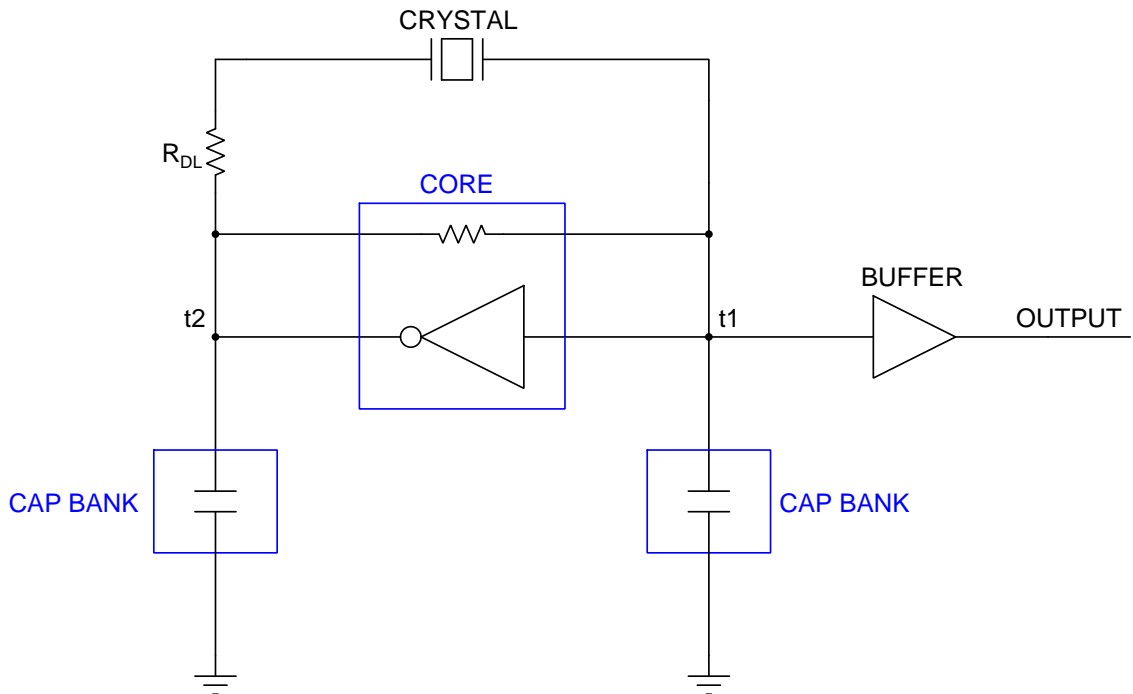 CRYSTAL
R_DL
CORE
BUFFER
t2
t1
OUTPUT
CAP BANK
CAP BANK